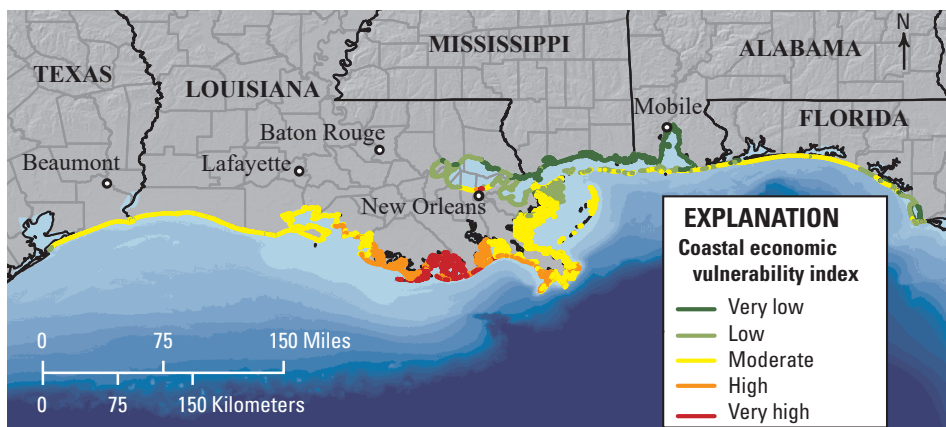 N
MISSISSIPPI
ALABAMA
TEXAS
LOUISIANA
Mobile
FLORIDA
Baton Rouge
Beaumont
Lafayette
New Orleans
EXPLANATION
Coastal economic
vulnerability index
Very low
Low
Moderate
High
Very high
0 75 150 Miles
0 75 150 Kilometers